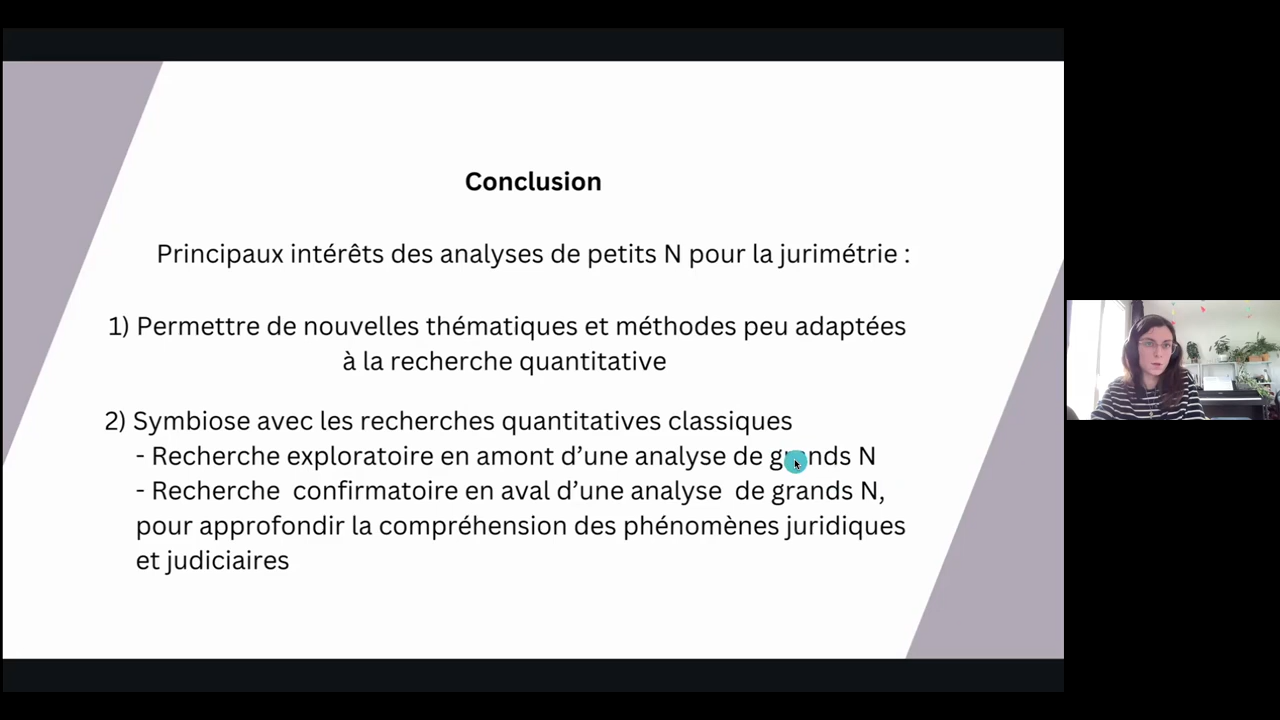 Conclusion
Principaux intérêts des analyses de petits N pour la jurimétrie :
1) Permettre de nouvelles thématiques et méthodes peu adaptées
à la recherche quantitative
2) Symbiose avec les recherches quantitatives classiques
- Recherche exploratoire en amont d’une analyse de grands N
- Recherche  confirmatoire en aval d’une analyse  de grands N,
pour approfondir la compréhension des phénomènes juridiques
et judiciaires